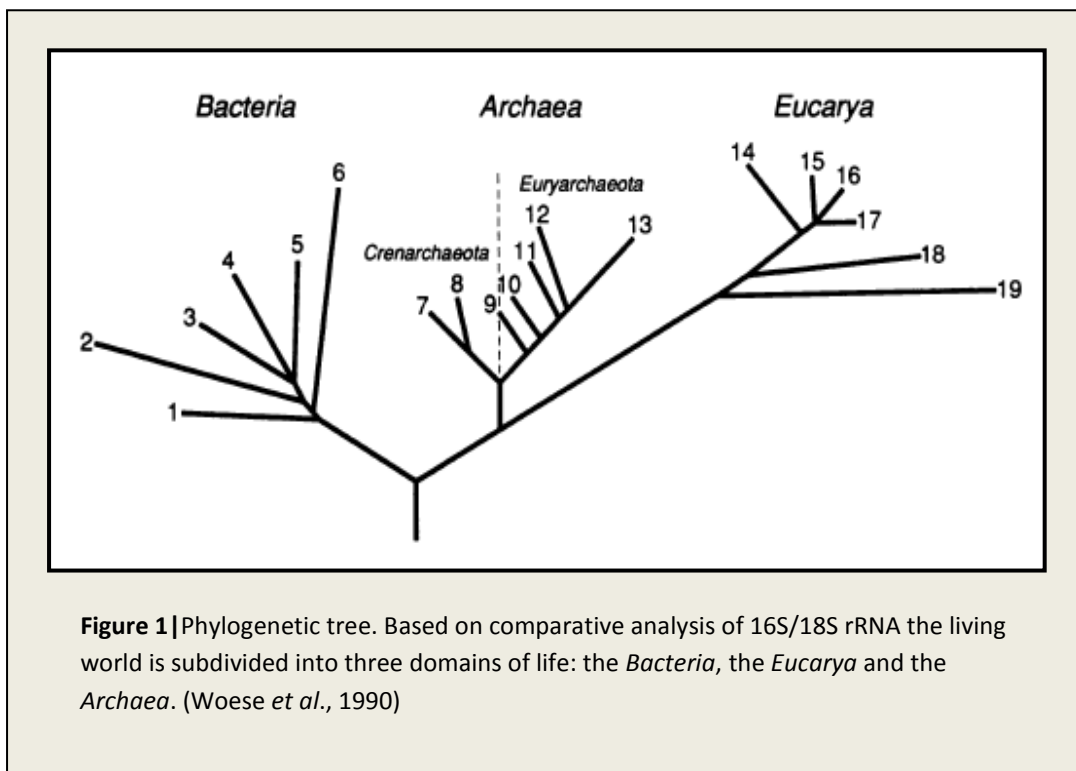 Bacteria Archaea Eucarya
14 15 16
6
Euryarchaeota
12 13
17
5
Crenarchaeota
11
4
18
8 10
7 9
19
3
2
1
Figure 1|Phylogenetic tree. Based on comparative analysis of 16S/18S rRNA the living
world is subdivided into three domains of life: the Bacteria, the Eucarya and the
Archaea. (Woese et al., 1990)